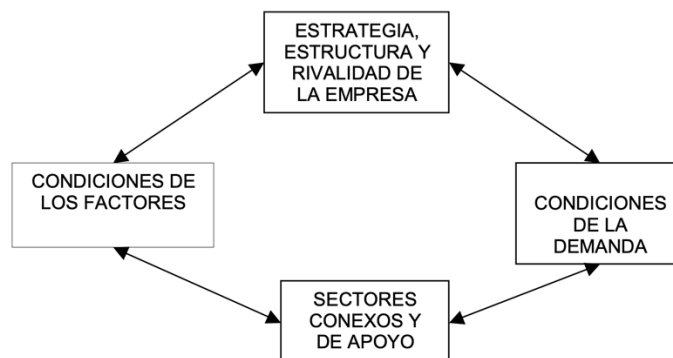 ESTRATEGIA,
ESTRUCTURA Y
RIVALIDAD DE
LA EMPRESA
CONDICIONES DE
LOS FACTORES
CONDICIONES
DE LA
DEMANDA
SECTORES
CONEXOS Y
DE APOYO